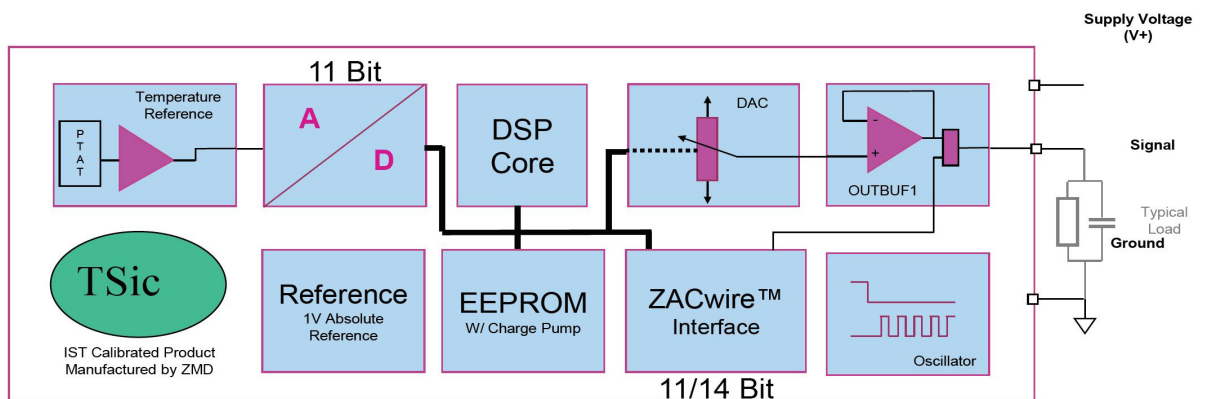 Supply Voltage
(V+)
11 Bit
Temperature
Reference
P
T
A
T
A
D
DSP
Core
DAC
-
+
OUTBUF1
Signal
Typical
Load
Ground
TSic
IST Calibrated Product
Manufactured by ZMD
Reference
1V Absolute
Reference
EEPROM
W/ Charge Pump
ZACwire™
Interface
Oscillator
11/14 Bit